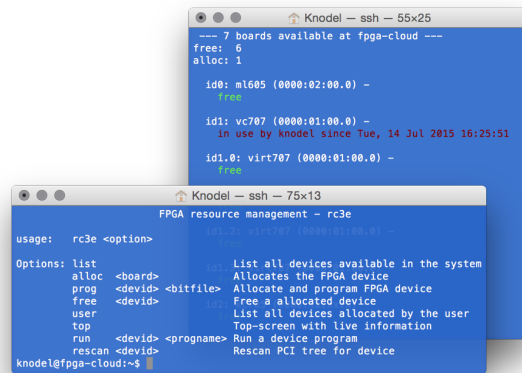 Knodel — ssh — 55×25
--- 7 boards available at fpga-cloud ---
free:  6
alloc: 1
id0: ml605 (0000:02:00.0) -
free
id1: vc707 (0000:01:00.0) -
in use by knodel since Tue, 14 Jul 2015 16:25:51
id1.0: virt707 (0000:01:00.0) -
free
Knodel — ssh — 75×13
FPGA resource management - rc3e
usage:   rc3e <option>
Options: list                     List all devices available in the system
alloc  <board>           Allocates the FPGA device
prog   <devid> <bitfile>  Allocate and program FPGA device
free   <devid>           Free a allocated device
user                     List all devices allocated by the user
top                      Top-screen with live information
run    <devid> <progname> Run a device program
rescan <devid>           Rescan PCI tree for device
knodel@fpga-cloud:~$